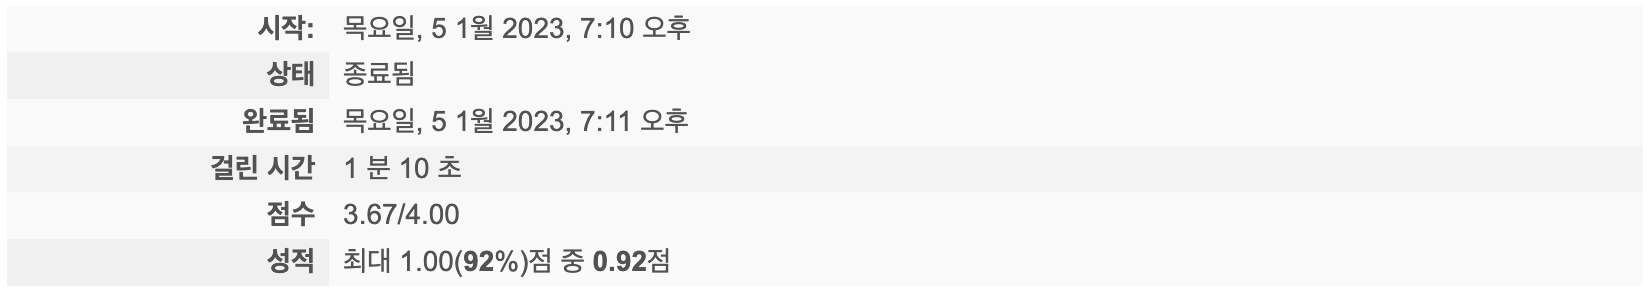 시작: 목요일, 5 1월 2023, 7:10 오후
상태 종료됨
완료됨 목요일, 5 1월 2023, 7:11 오후
걸린 시간 1 분 10 초
점수 3.67/4.00
성적 최대 1.00(92%)점 중 0.92점